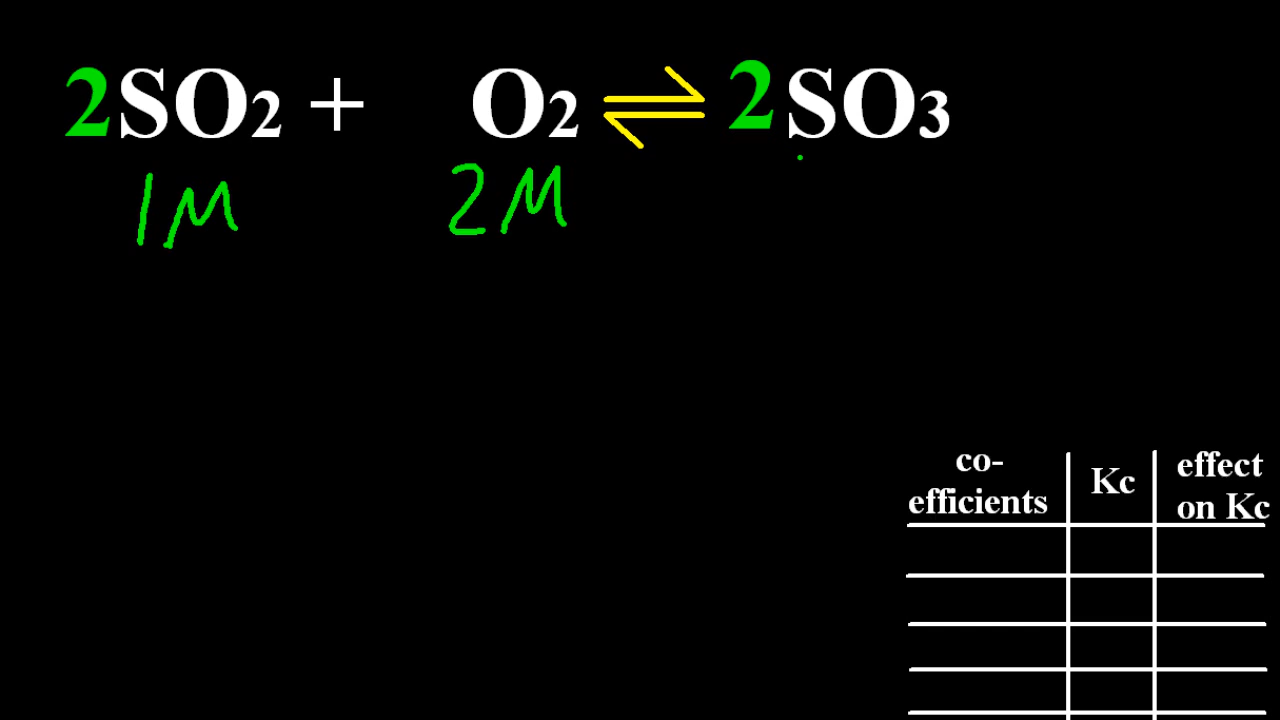 2SO₂ + O₂ ⇌ 2SO₃
1M 2M
co-efficients Kc effect on Kc